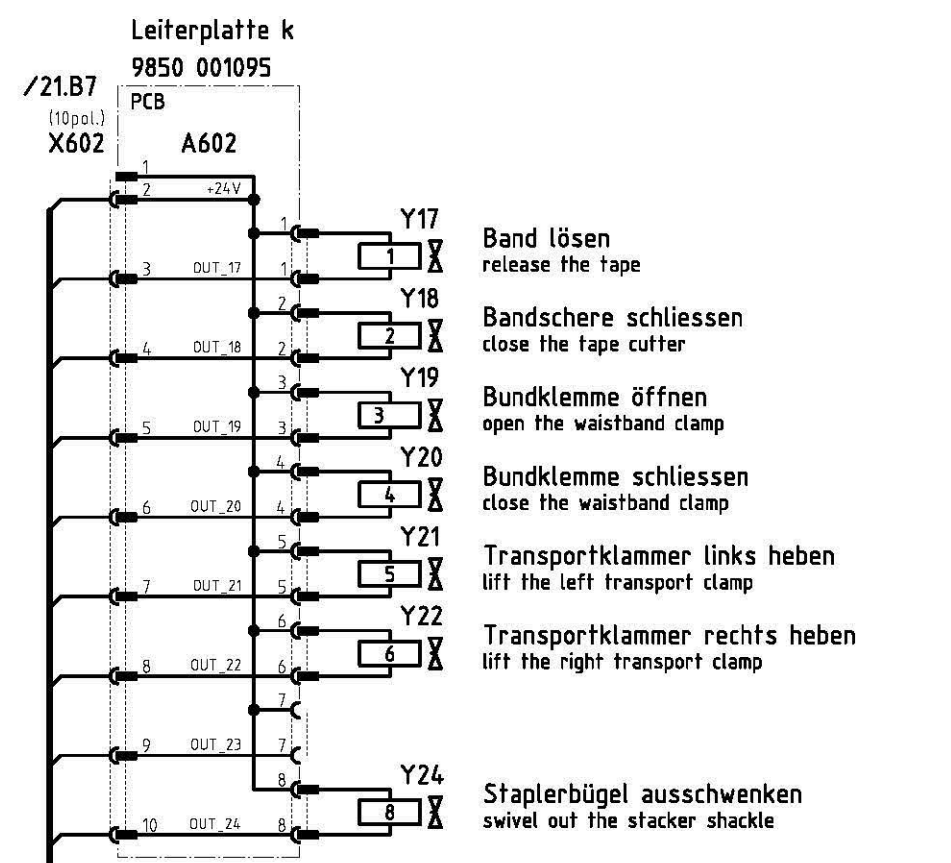 Leiterplatte k
9850 001095
/21.B7
PCB
(10pol.)
X602
A602
1
2 +24V
1 Y17
1
Band lösen
release the tape
3 OUT_17 1
2 Y18
2
Bandschere schliessen
close the tape cutter
4 OUT_18 2
3 Y19
3
Bundklemme öffnen
open the waistband clamp
5 OUT_19 3
4 Y20
4
Bundklemme schliessen
close the waistband clamp
6 OUT_20 4
5 Y21
5
Transportklammer links heben
lift the left transport clamp
7 OUT_21 5
6 Y22
6
Transportklammer rechts heben
lift the right transport clamp
8 OUT_22 6
7
9 OUT_23 7
8 Y24
8
Staplerbügel ausschwenken
swivel out the stacker shackle
10 OUT_24 8